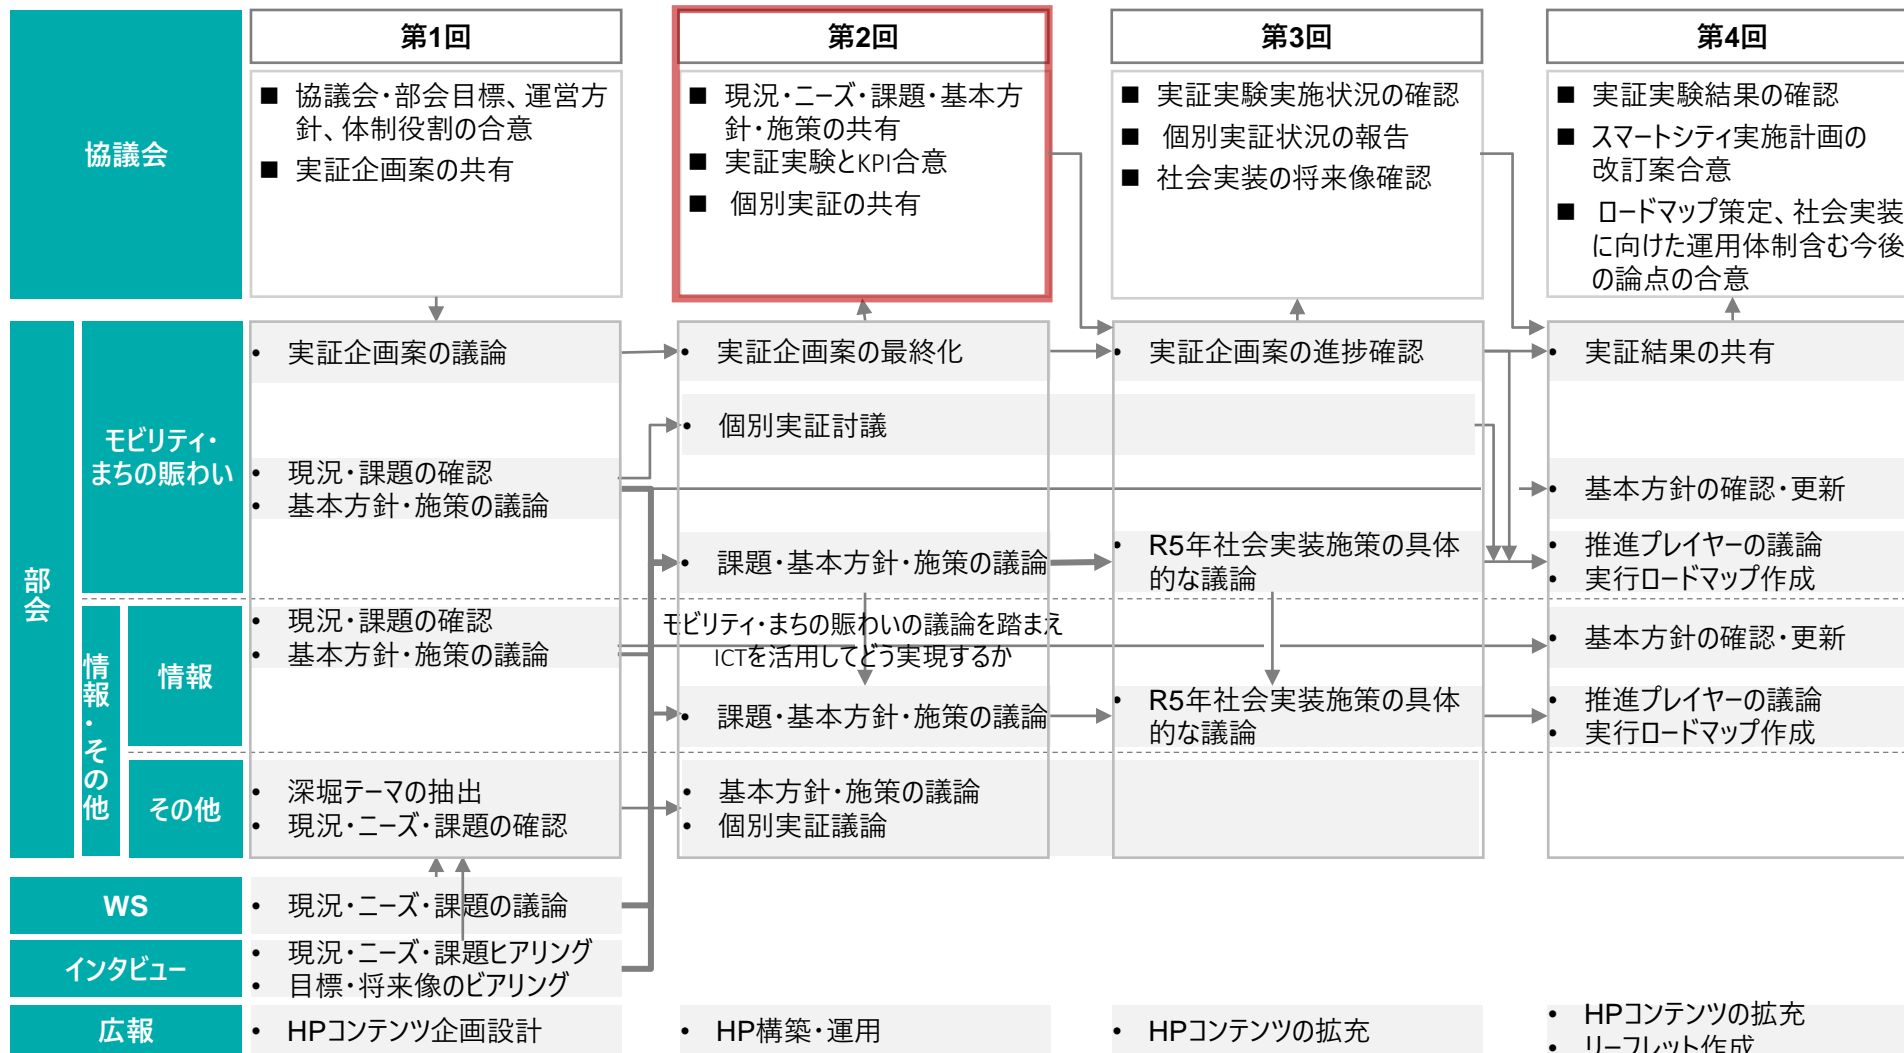 第1回
第2回
第3回
第4回
協議会
■ 協議会・部会目標、運営方
針、体制役割の合意
■ 実証企画案の共有
■ 現況・ニーズ・課題・基本方
針・施策の共有
■ 実証実験とKPI合意
■ 個別実証の共有
■ 実証実験実施状況の確認
■ 個別実証状況の報告
■ 社会実装の将来像確認
■ 実証実験結果の確認
■ スマートシティ実施計画の
改訂案合意
■ ロードマップ策定、社会実装
に向けた運用体制含む今後
の論点の合意
部会
モビリティ・
まちの賑わい
• 実証企画案の議論
• 現況・課題の確認
• 基本方針・施策の議論
• 実証企画案の最終化
• 個別実証討議
• 課題・基本方針・施策の議論
• 実証企画案の進捗確認
• R5年社会実装施策の具体
的な議論
• 実証結果の共有
• 基本方針の確認・更新
• 推進プレイヤーの議論
• 実行ロードマップ作成
情報・その他
情報
• 現況・課題の確認
• 基本方針・施策の議論
モビリティ・まちの賑わいの議論を踏まえ
ICTを活用してどう実現するか
• 課題・基本方針・施策の議論
• R5年社会実装施策の具体
的な議論
• 基本方針の確認・更新
• 推進プレイヤーの議論
• 実行ロードマップ作成
その他
• 深堀テーマの抽出
• 現況・ニーズ・課題の確認
• 基本方針・施策の議論
• 個別実証議論
WS
• 現況・ニーズ・課題の議論
インタビュー
• 現況・ニーズ・課題ヒアリング
• 目標・将来像のヒアリング
広報
• HPコンテンツ企画設計
• HP構築・運用
• HPコンテンツの拡充
• HPコンテンツの拡充
• リーフレット作成